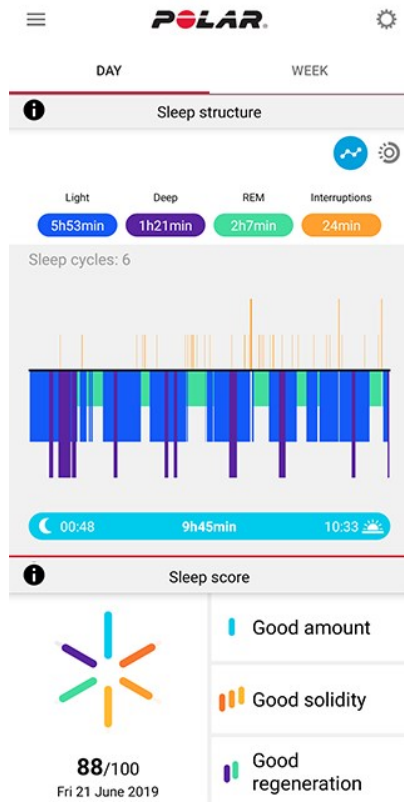 POLAR.
DAY WEEK
Sleep structure
Light Deep REM Interruptions
5h53min 1h21min 2h7min 24min
Sleep cycles: 6
00:48 9h45min 10:33
Sleep score
Good amount
Good solidity
88/100
Fri 21 June 2019
Good
regeneration